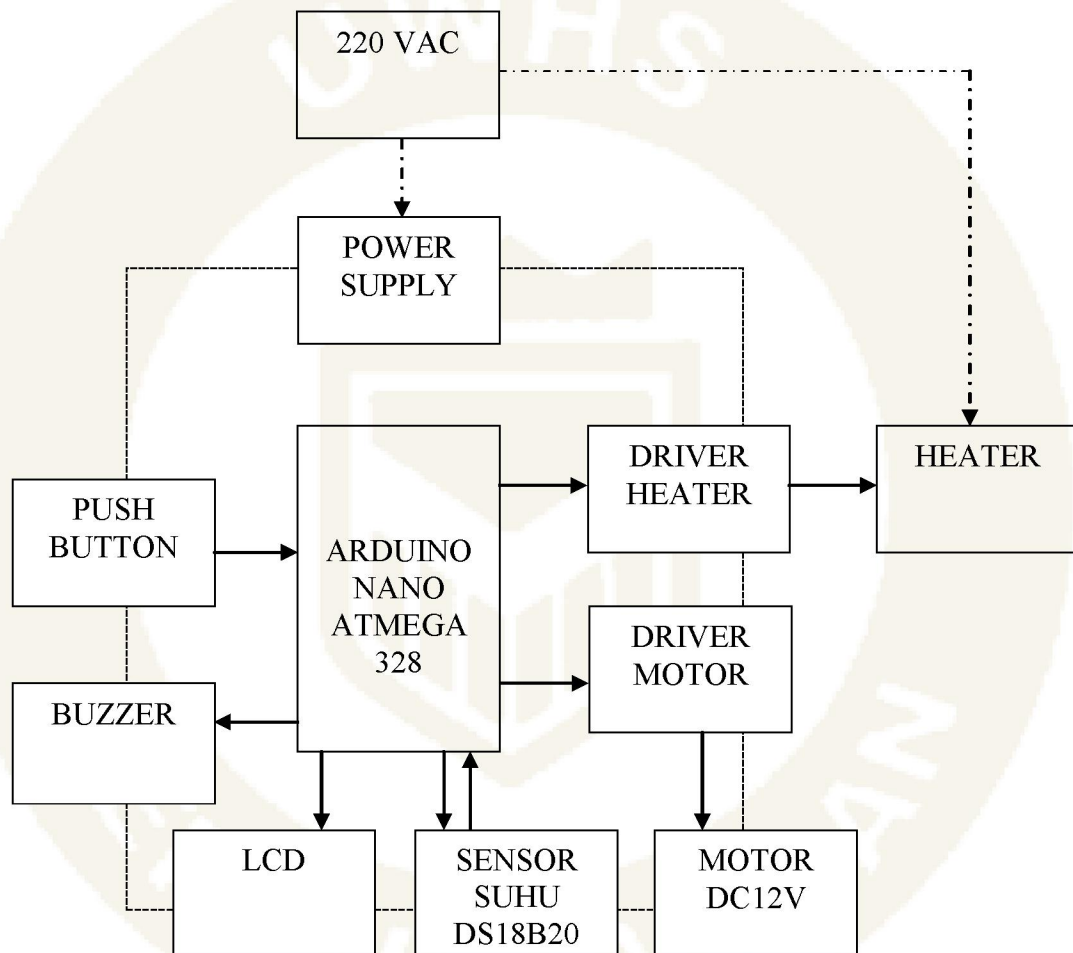 220 VAC
POWER
SUPPLY
PUSH
BUTTON
ARDUINO
NANO
ATMEGA
328
DRIVER
HEATER
HEATER
DRIVER
MOTOR
BUZZER
LCD
SENSOR
SUHU
DS18B20
MOTOR
DC12V
UWHS